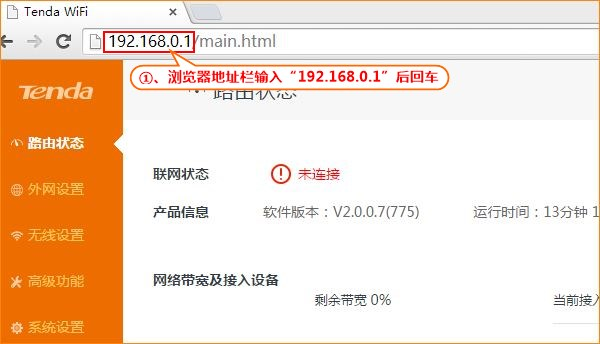 Tenda WiFi
192.168.0.1/main.html
①、浏览器地址栏输入“192.168.0.1”后回车
Tenda
路由状态
路由状态
外网设置
无线设置
高级功能
系统设置
联网状态
未连接
产品信息
软件版本：V2.0.0.7(775)
运行时间：13分钟 1
网络带宽及接入设备
剩余带宽 0%
当前接入